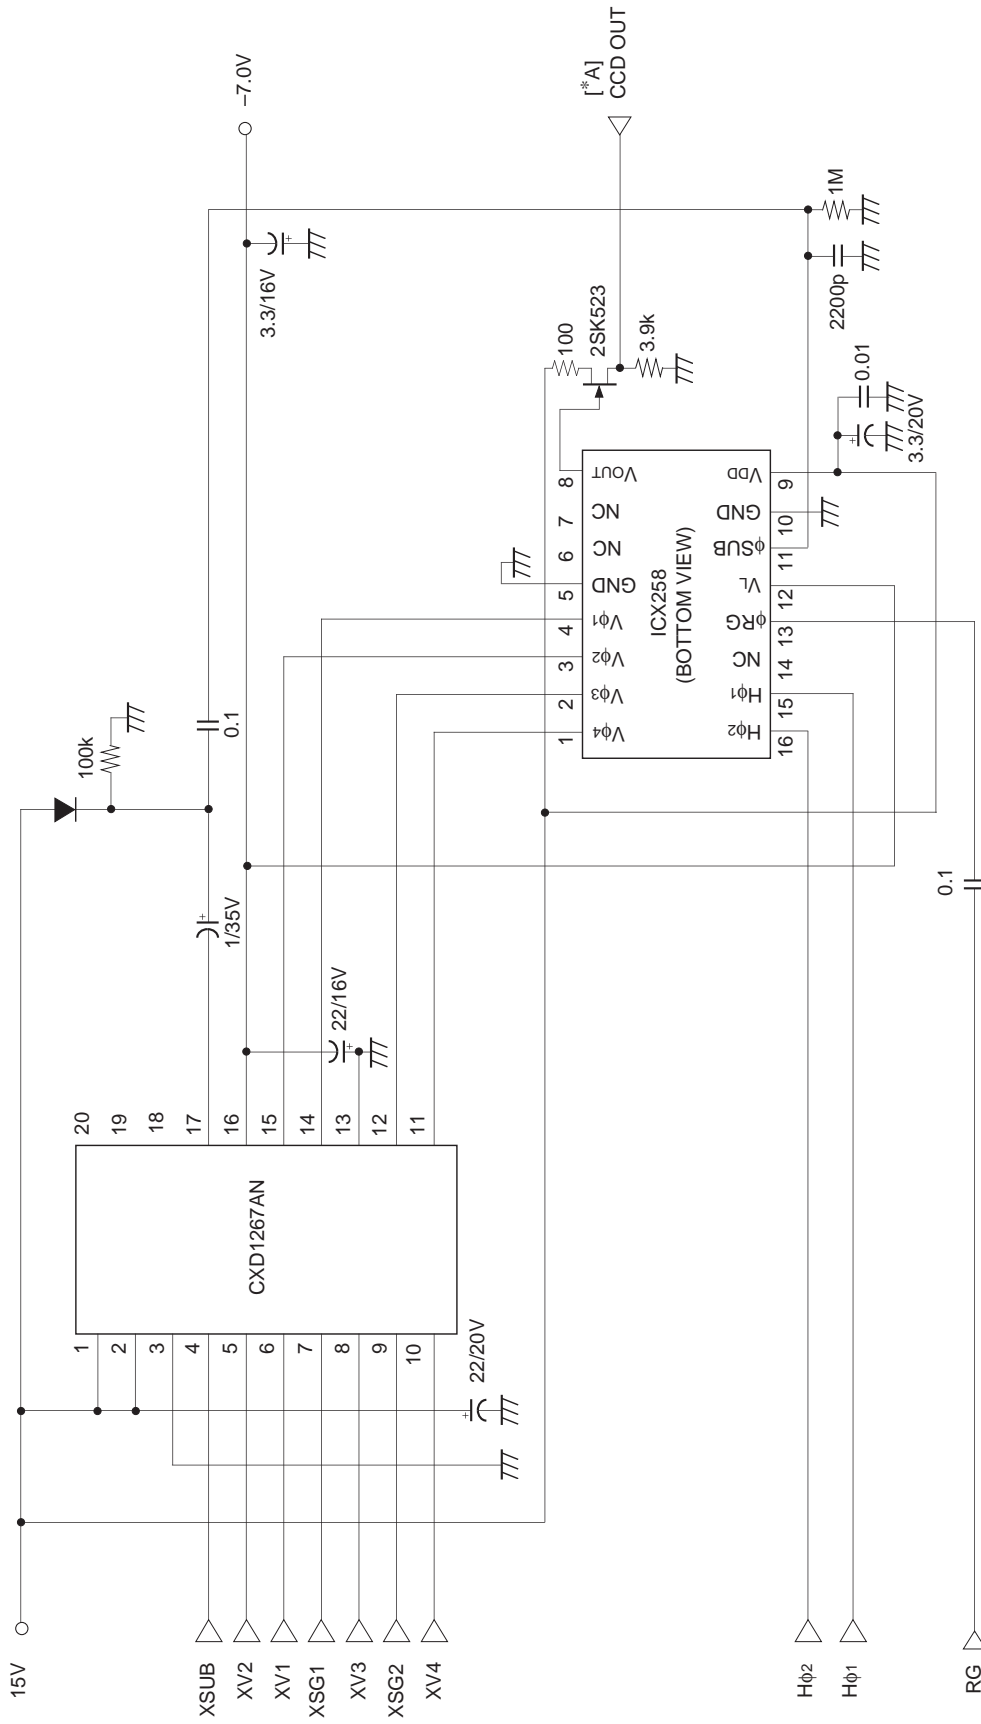 15V
XSUB
XV2
XV1
XSG1
XV3
XSG2
XV4
Hφ2
Hφ1
RG
22/20V
1
2
3
4
5
6
7
8
9
10
CXD1267AN
20
19
18
17
16
15
14
13
12
11
22/16V
1/35V
0.1
100k
0.1
–7.0V
3.3/16V
[*A]
CCD OUT
100
2SK523
3.9k
1M
2200p
0.01
3.3/20V
ICX258
(BOTTOM VIEW)
1
2
3
4
5
6
7
8
Vφ4
Vφ3
Vφ2
Vφ1
GND
NC
NC
VOUT
Hφ2
Hφ1
NC
φRG
VL
φSUB
GND
VDD
16
15
14
13
12
11
10
9
+
+
+
+
+